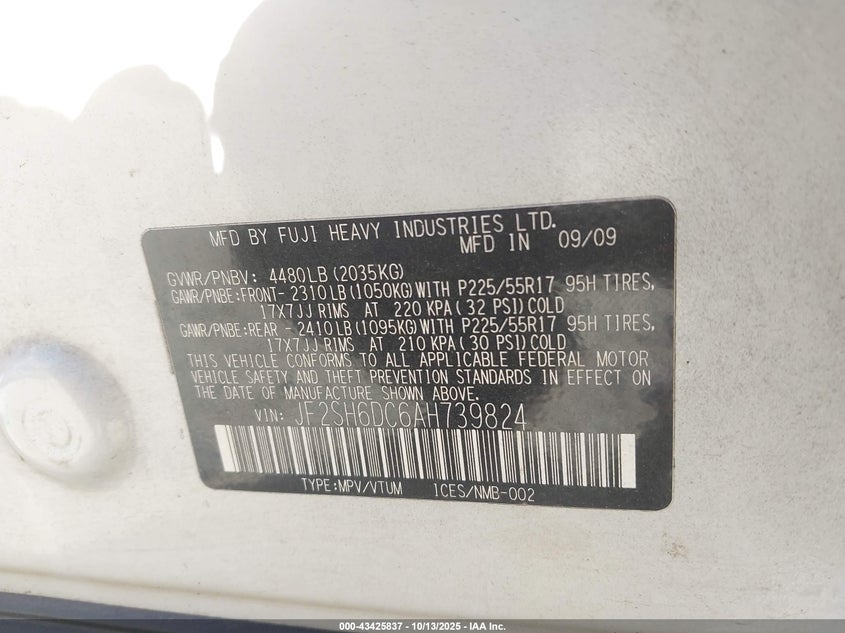 MFD BY FUJI HEAVY INDUSTRIES LTD.
MFD IN 09/09
GVWR/PNBV: 4480LB (2035KG)
GAWR/PNBE:FRONT- 2310LB (1050KG) WITH P225/55R17 95H TIRES,
17X7JJ RIMS AT 220 KPA ( 32 PSI) COLD
GAWR/PNBE:REAR - 2410LB (1095KG) WITH P225/55R17 95H TIRES,
17X7JJ RIMS AT 210 KPA ( 30 PSI) COLD
THIS VEHICLE CONFORMS TO ALL APPLICABLE FEDERAL MOTOR
VEHICLE SAFETY AND THEFT PREVENTION STANDARDS IN EFFECT ON
THE DATE OF MANUFACTURE SHOWN ABOVE.
VIN: JF2SH6DC6AH739824
TYPE:MPV/VTUM ICES/NMB-002
000-43425837 - 10/13/2025 - IAA Inc.